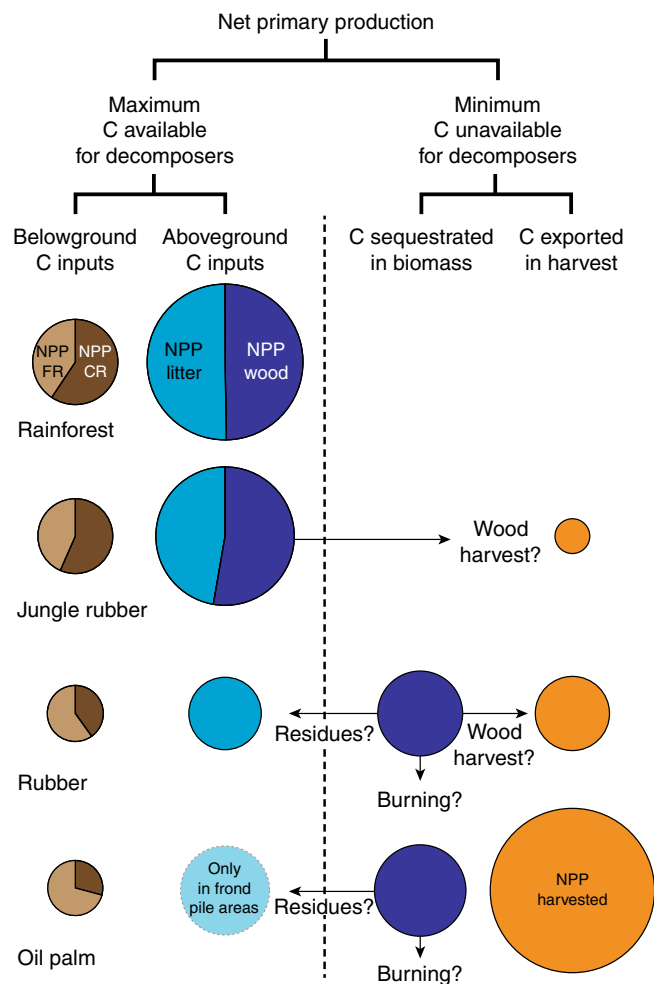 Net primary production
Maximum
C available
for decomposers
Minimum
C unavailable
for decomposers
Belowground
C inputs
Aboveground
C inputs
C sequestrated
in biomass
C exported
in harvest
NPP
FR
NPP
CR
NPP
litter
NPP
wood
Rainforest
Wood
harvest?
Jungle rubber
Residues?
Wood
harvest?
Burning?
Rubber
Only
in frond
pile areas
Residues?
NPP
harvested
Burning?
Oil palm